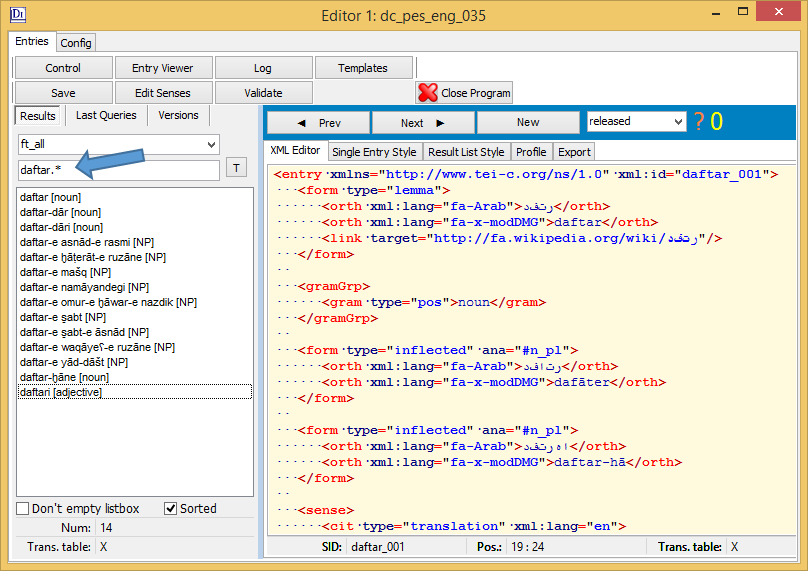 Editor 1: dc_pes_eng_035
Entries Config
Control Entry Viewer Log Templates
Save Edit Senses Validate Close Program
Results Last Queries Versions
ft_all
daftar.* T
daftar [noun]
daftar-dār [noun]
daftar-dāri [noun]
daftar-e asnād-e rasmi [NP]
daftar-e ḫāṭerāt-e ruzāne [NP]
daftar-e mašq [NP]
daftar-e namāyandegi [NP]
daftar-e omur-e ḫāwar-e nazdik [NP]
daftar-e s̱abt [NP]
daftar-e s̱abt-e āsnād [NP]
daftar-e waqāyeʕ-e ruzāne [NP]
daftar-e yād-dāšt [NP]
daftar-ḫāne [noun]
daftari [adjective]
Don't empty listbox Sorted
Num: 14
Trans. table: X
◄ Prev Next ► New released ? 0
XML Editor Single Entry Style Result List Style Profile Export
<entry·xmlns="http://www.tei-c.org/ns/1.0"·xml:id="daftar_001">
···<form·type="lemma">
······<orth·xml:lang="fa-Arab">رتفد</orth>
······<orth·xml:lang="fa-x-modDMG">daftar</orth>
······<link·target="http://fa.wikipedia.org/wiki/رتفد"/>
···</form>
··
···<gramGrp>
······<gram·type="pos">noun</gram>
···</gramGrp>
··
···<form·type="inflected"·ana="#n_pl">
······<orth·xml:lang="fa-Arab">رتافد</orth>
······<orth·xml:lang="fa-x-modDMG">dafāter</orth>
···</form>
··
···<form·type="inflected"·ana="#n_pl">
······<orth·xml:lang="fa-Arab">اه رتفد</orth>
······<orth·xml:lang="fa-x-modDMG">daftar-hā</orth>
···</form>
··
···<sense>
······<cit·type="translation"·xml:lang="en">
SID: daftar_001 Pos.: 19 : 24 Trans. table: X